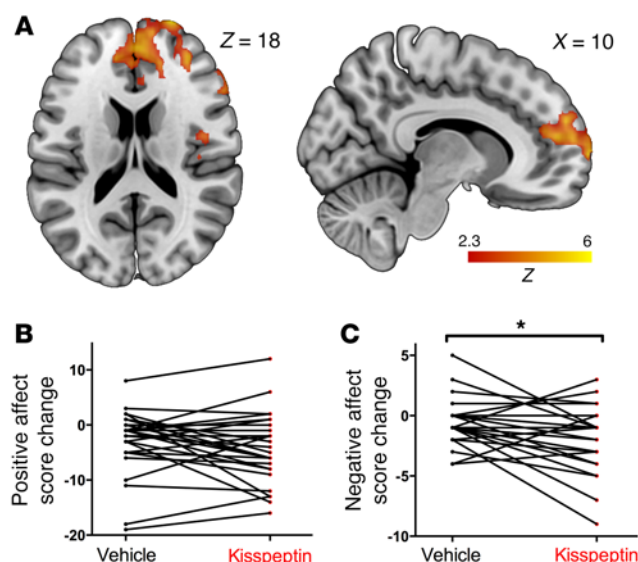 A
Z = 18
X = 10
2.3
6
Z
B
Positive affect
score change
10
0
-10
-20
Vehicle
Kisspeptin
C
*
Negative affect
score change
5
0
-5
-10
Vehicle
Kisspeptin